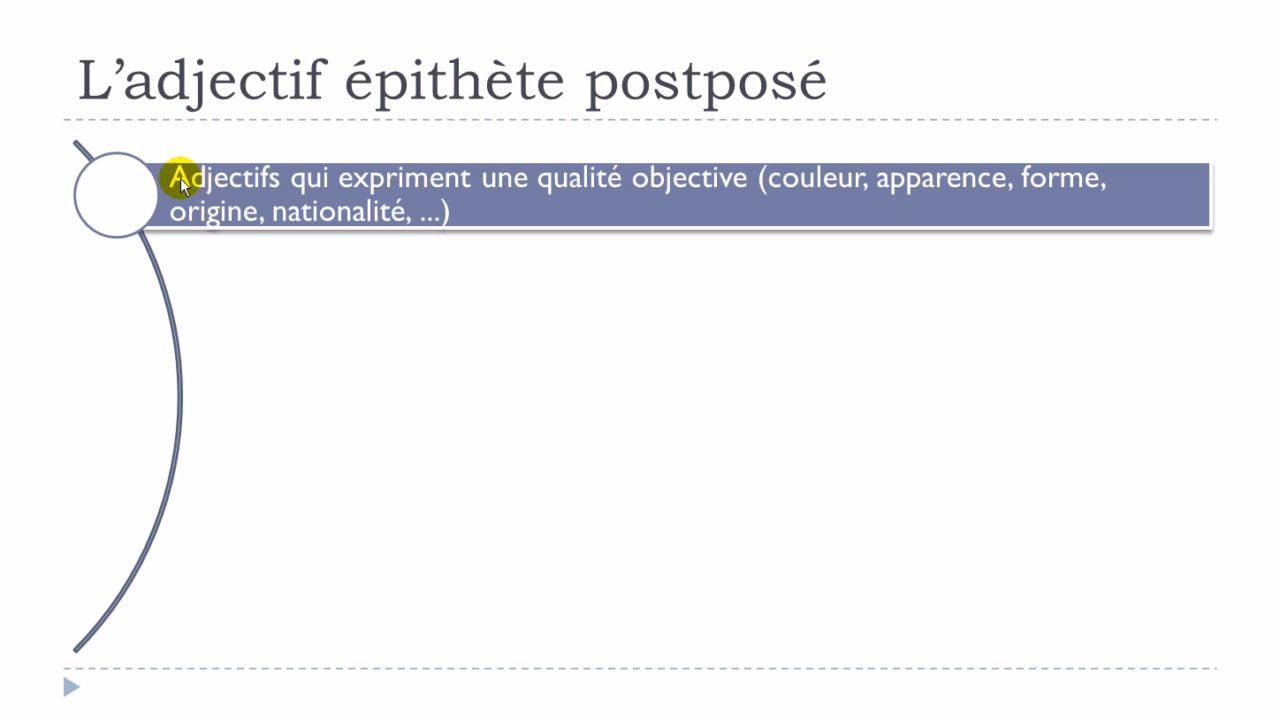 L’adjectif épithète postposé
Adjectifs qui expriment une qualité objective (couleur, apparence, forme,
origine, nationalité, ...)